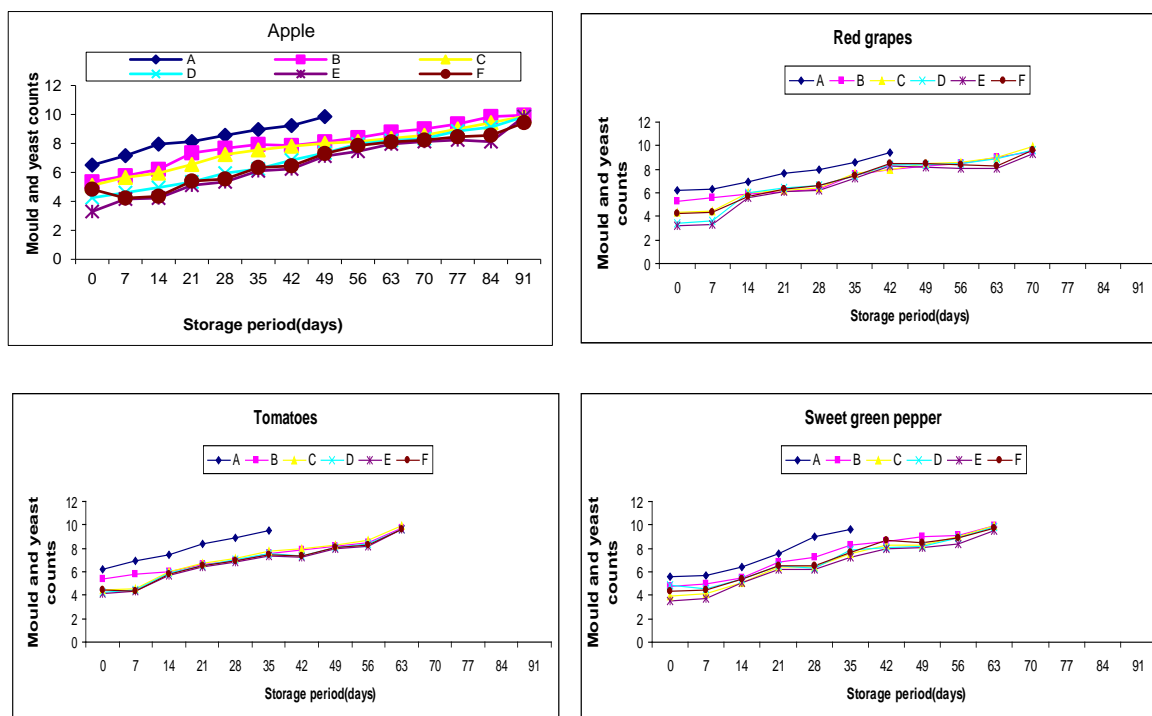 Apple
A B C
D E F
Mould and yeast counts
12
10
8
6
4
2
0
0 7 14 21 28 35 42 49 56 63 70 77 84 91
Storage period(days)
Red grapes
A B C D E F
Mould and yeast
counts
12
10
8
6
4
2
0
0 7 14 21 28 35 42 49 56 63 70 77 84 91
Storage period(days)
Tomatoes
A B C D E F
Mould and yeast
counts
12
10
8
6
4
2
0
0 7 14 21 28 35 42 49 56 63 70 77 84 91
Storage period(days)
Sweet green pepper
A B C D E F
Mould and yeast
counts
12
10
8
6
4
2
0
0 7 14 21 28 35 42 49 56 63 70 77 84 91
Storage period(days)